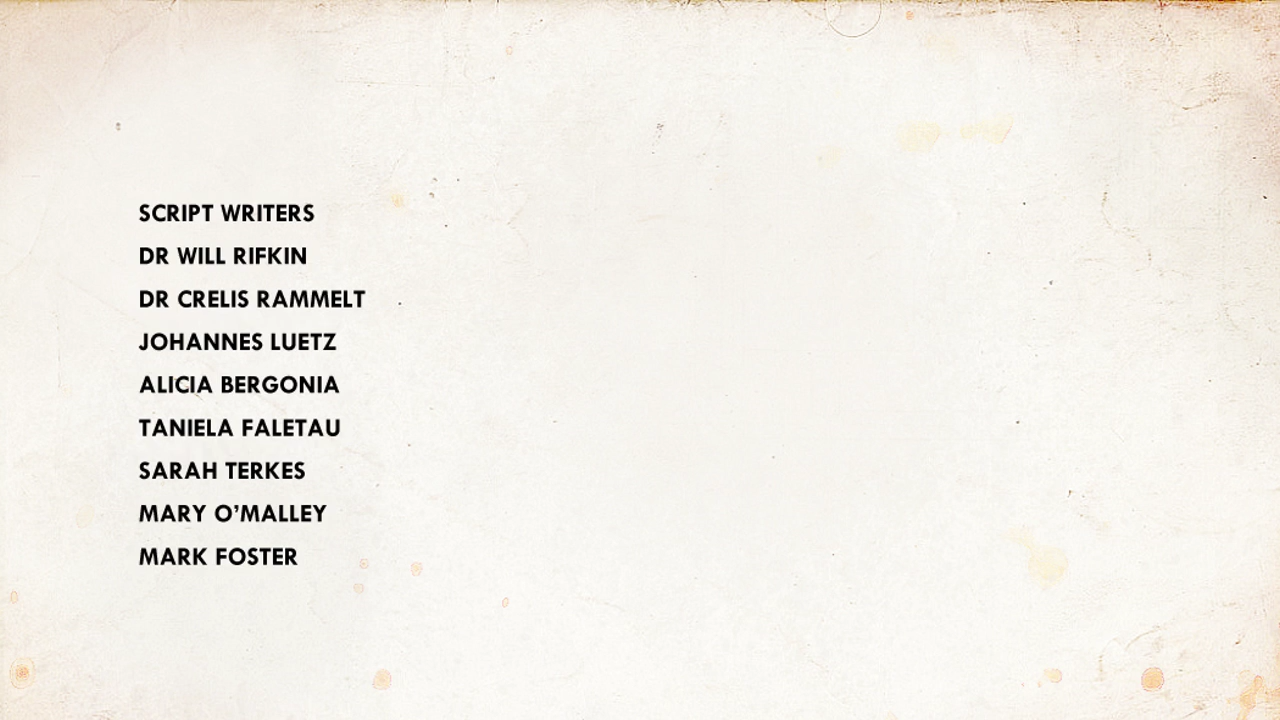 SCRIPT WRITERS
DR WILL RIFKIN
DR CRELIS RAMMELT
JOHANNES LUETZ
ALICIA BERGONIA
TANIELA FALETAU
SARAH TERKES
MARY O’MALLEY
MARK FOSTER